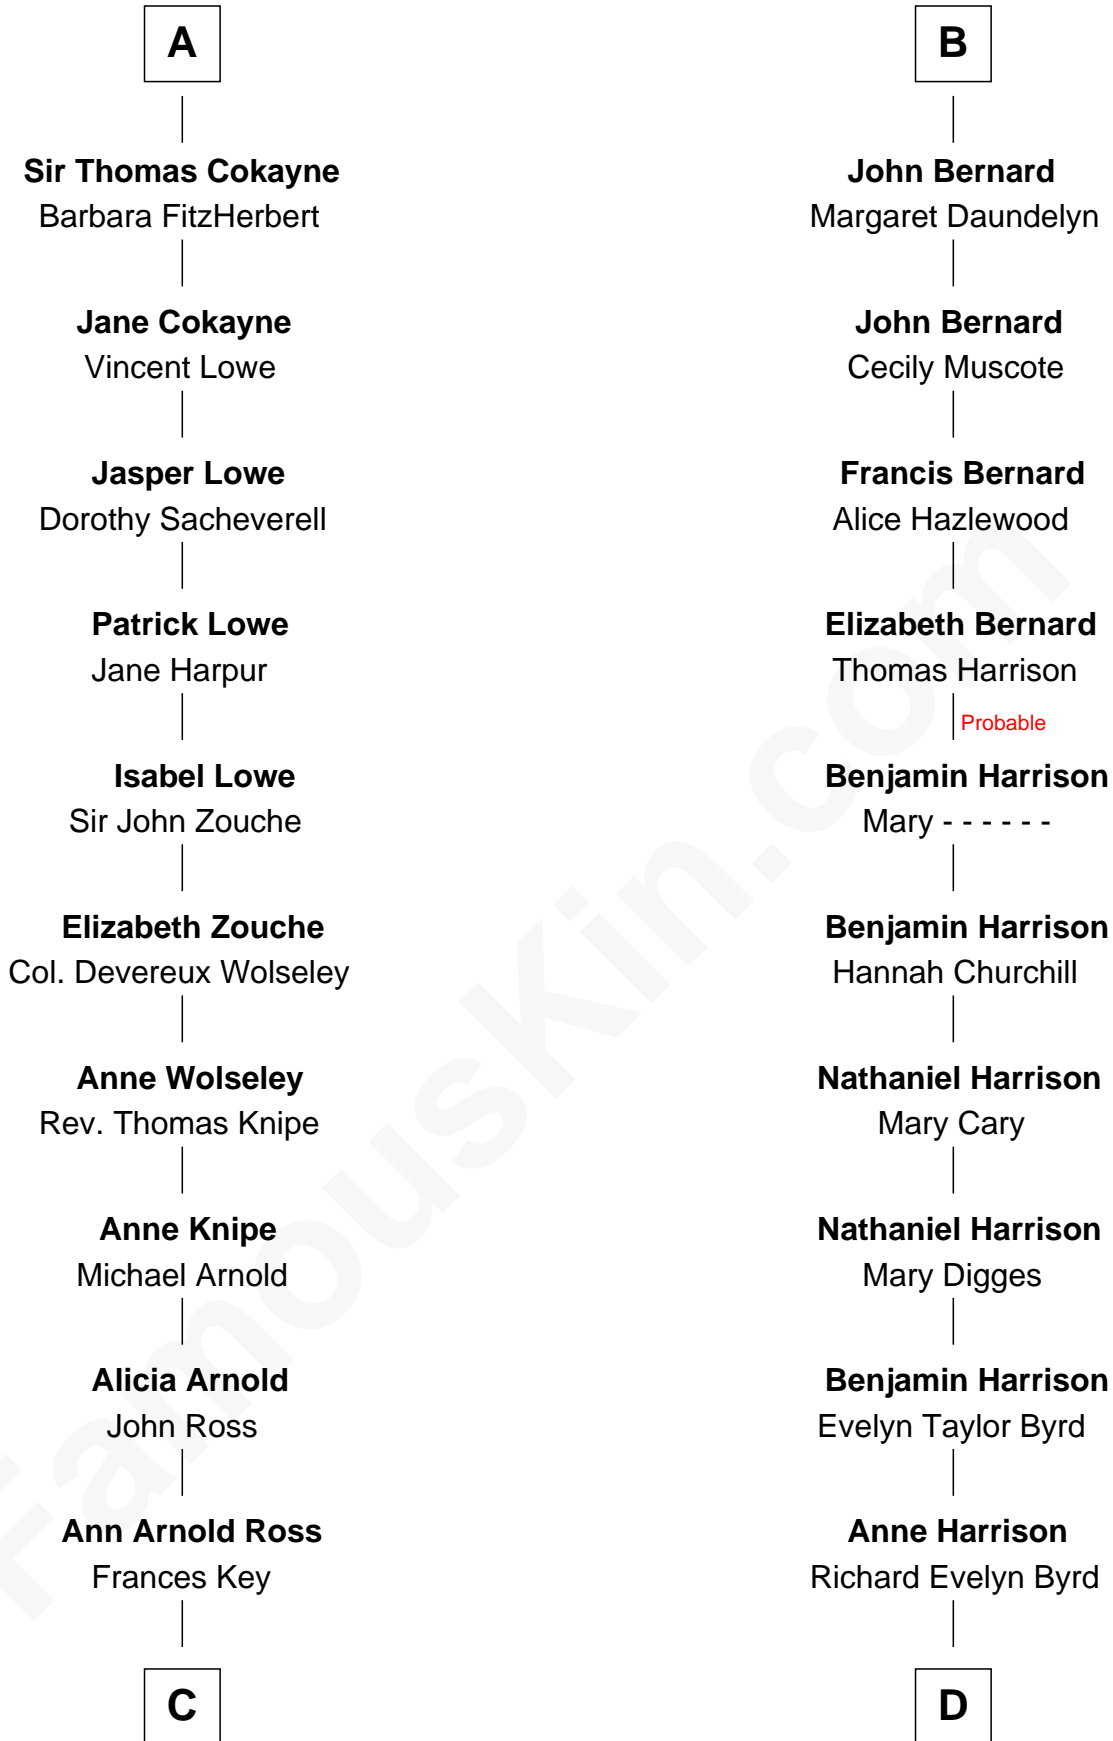 A
Sir Thomas Cokayne
Barbara FitzHerbert
Jane Cokayne
Vincent Lowe
Jasper Lowe
Dorothy Sacheverell
Patrick Lowe
Jane Harpur
Isabel Lowe
Sir John Zouche
Elizabeth Zouche
Col. Devereux Wolseley
Anne Wolseley
Rev. Thomas Knipe
Anne Knipe
Michael Arnold
Alicia Arnold
John Ross
Ann Arnold Ross
Frances Key
C
B
John Bernard
Margaret Daundelyn
John Bernard
Cecily Muscote
Francis Bernard
Alice Hazlewood
Elizabeth Bernard
Thomas Harrison
Probable
Benjamin Harrison
Mary - - - - - -
Benjamin Harrison
Hannah Churchill
Nathaniel Harrison
Mary Cary
Nathaniel Harrison
Mary Digges
Benjamin Harrison
Evelyn Taylor Byrd
Anne Harrison
Richard Evelyn Byrd
D
FamousKin.com